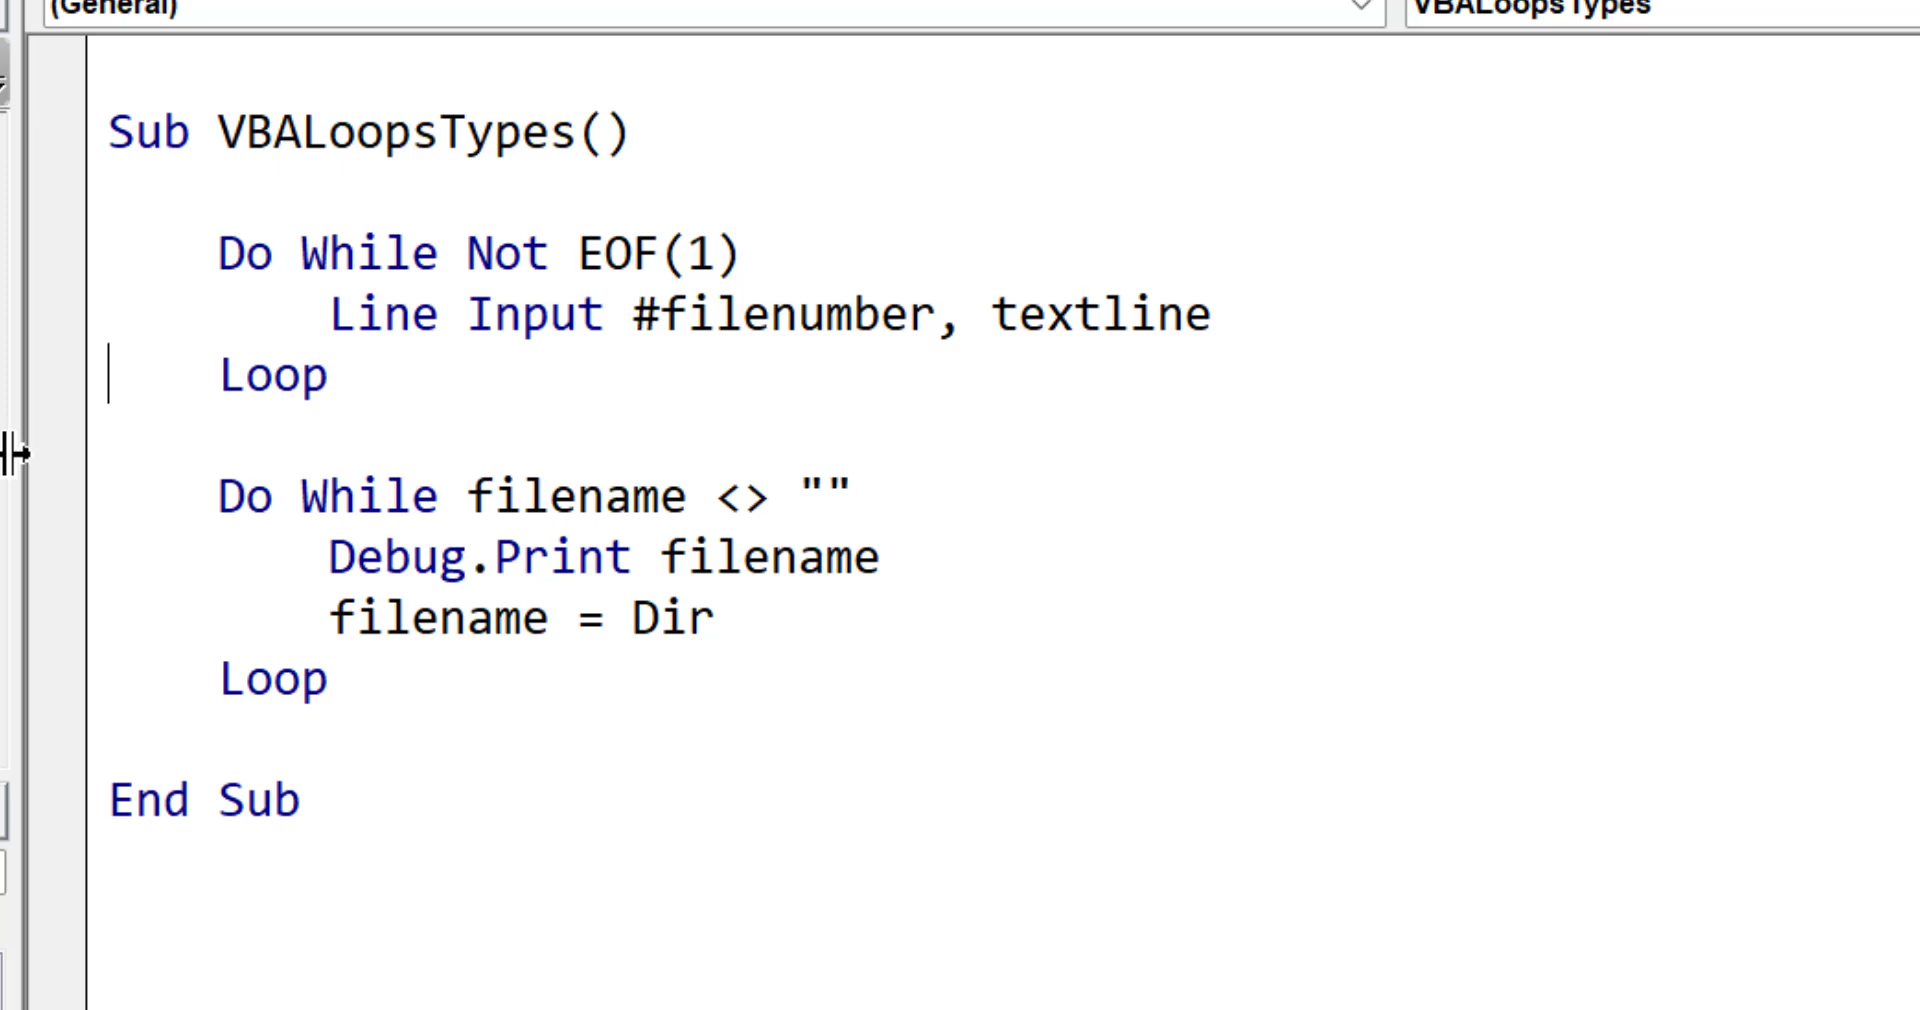 (General)
VBALoopsTypes
Sub VBALoopsTypes()
Do While Not EOF(1)
Line Input #filenumber, textline
Loop
Do While filename <> ""
Debug.Print filename
filename = Dir
Loop
End Sub